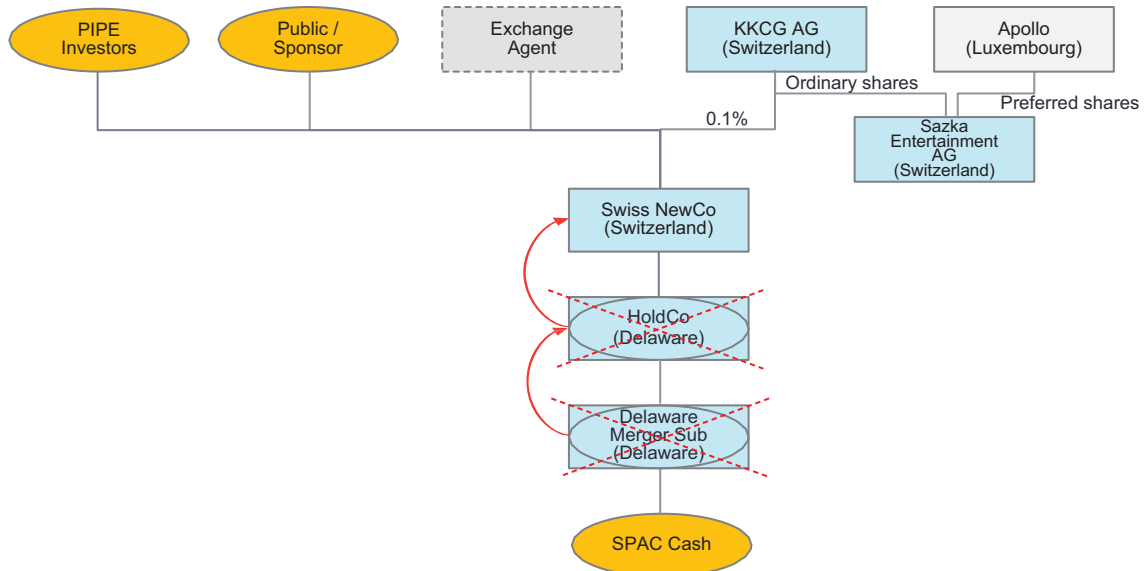 PIPE
Investors
Public /
Sponsor
Exchange
Agent
KKCG AG
(Switzerland)
Apollo
(Luxembourg)
Ordinary shares
Preferred shares
0.1%
Sazka
Entertainment
AG
(Switzerland)
Swiss NewCo
(Switzerland)
HoldCo
(Delaware)
Delaware
Merger Sub
(Delaware)
SPAC Cash